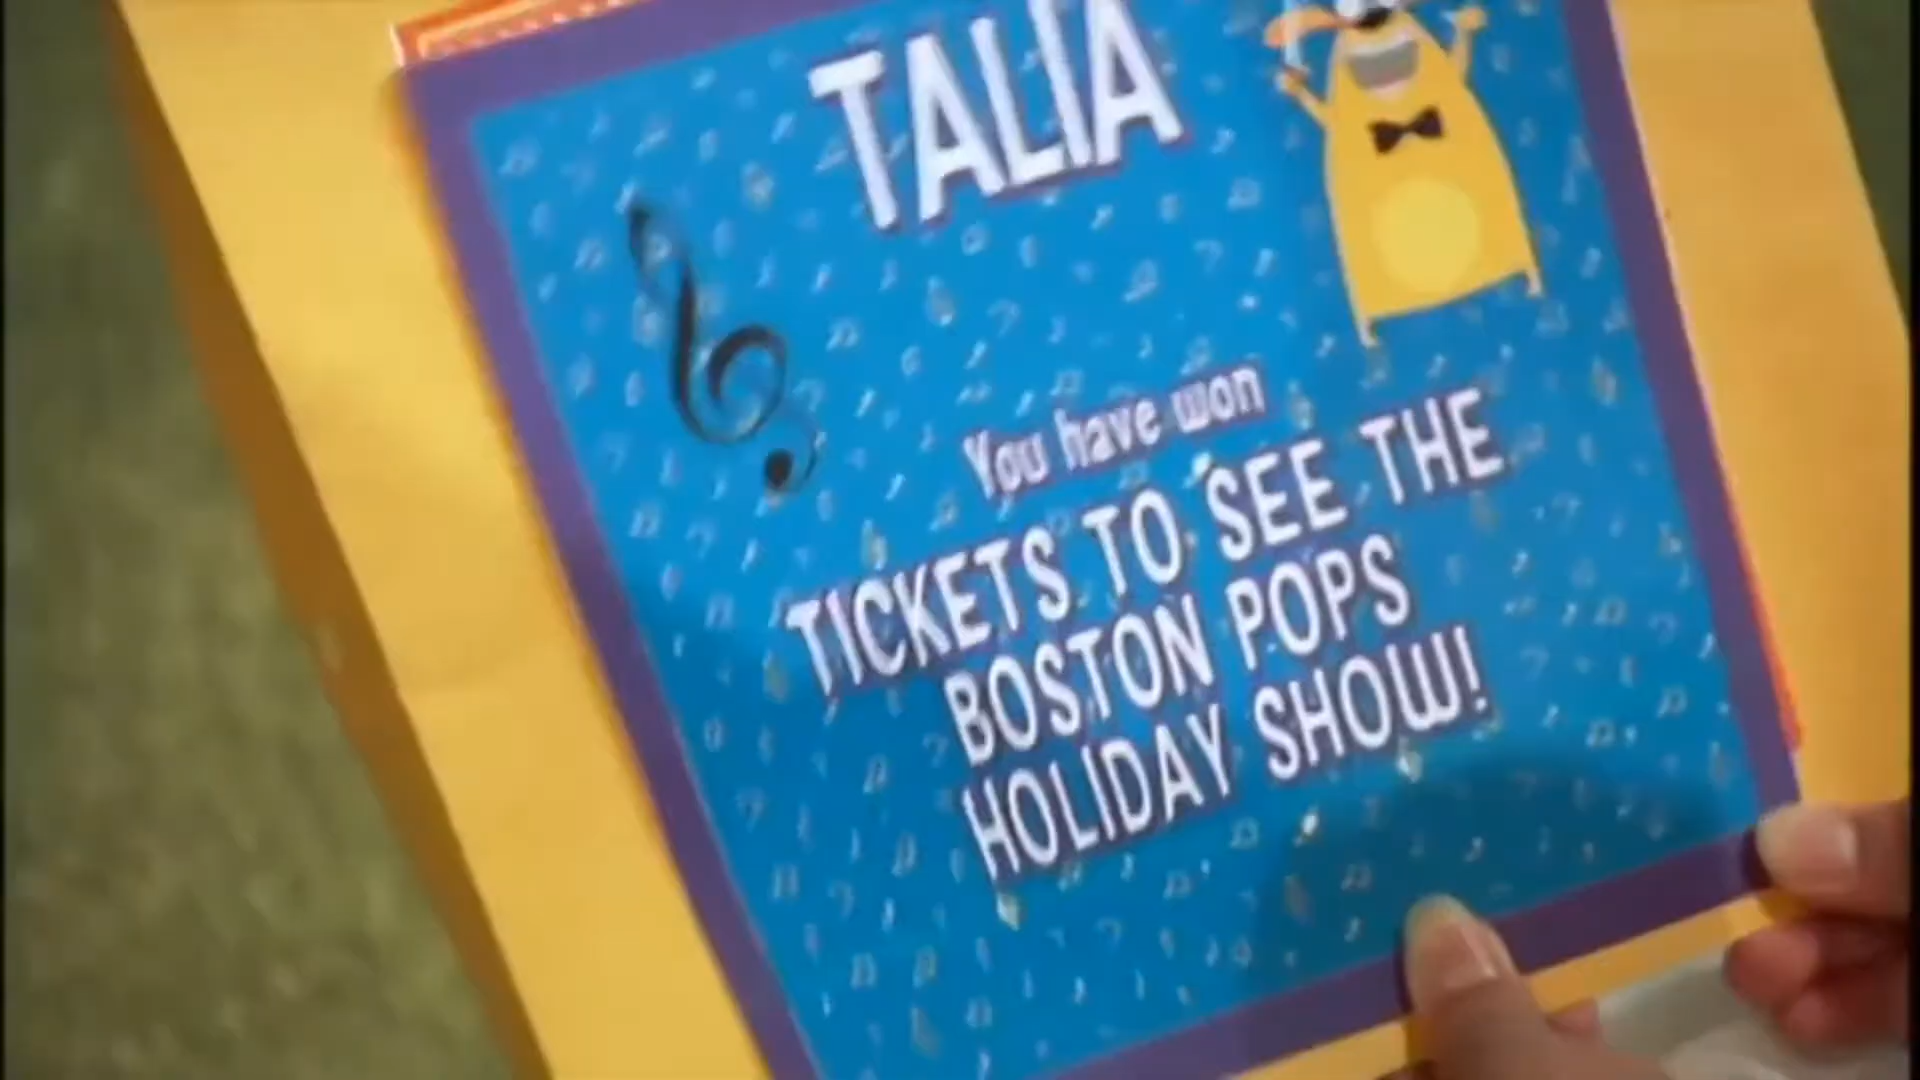 TALIA
You have won
TICKETS TO SEE THE
BOSTON POPS
HOLIDAY SHOW!